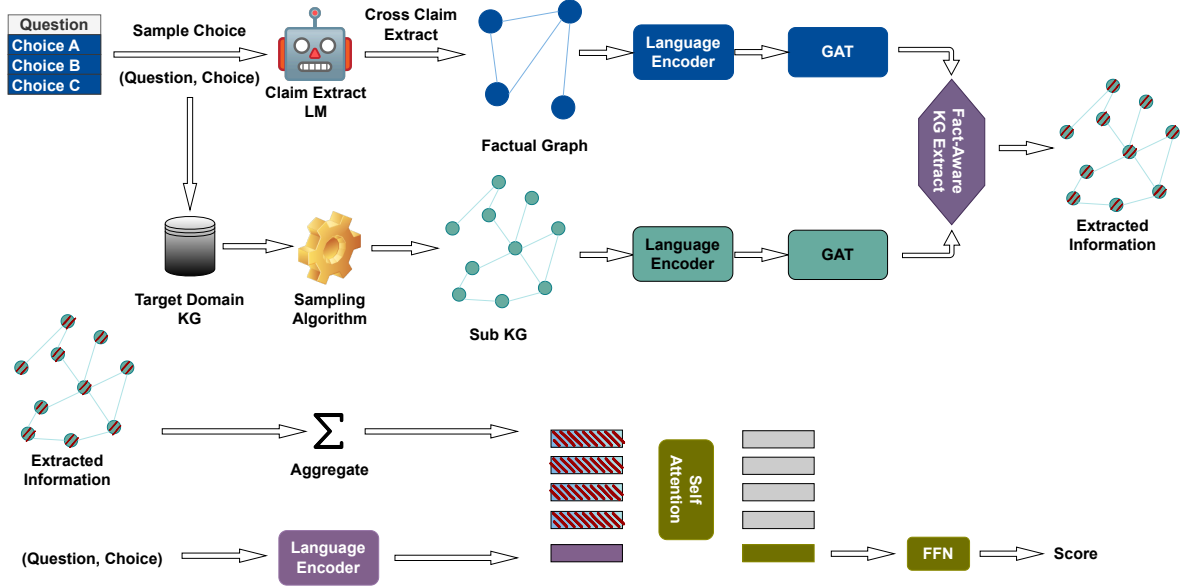 Question
Choice A
Choice B
Choice C
Sample Choice
(Question, Choice)
Claim Extract
LM
Cross Claim
Extract
Factual Graph
Language
Encoder
GAT
Fact-Aware
KG Extract
Extracted
Information
Target Domain
KG
Sampling
Algorithm
Sub KG
Language
Encoder
GAT
Extracted
Information
Σ
Aggregate
Self
Attention
(Question, Choice)
Language
Encoder
FFN
Score